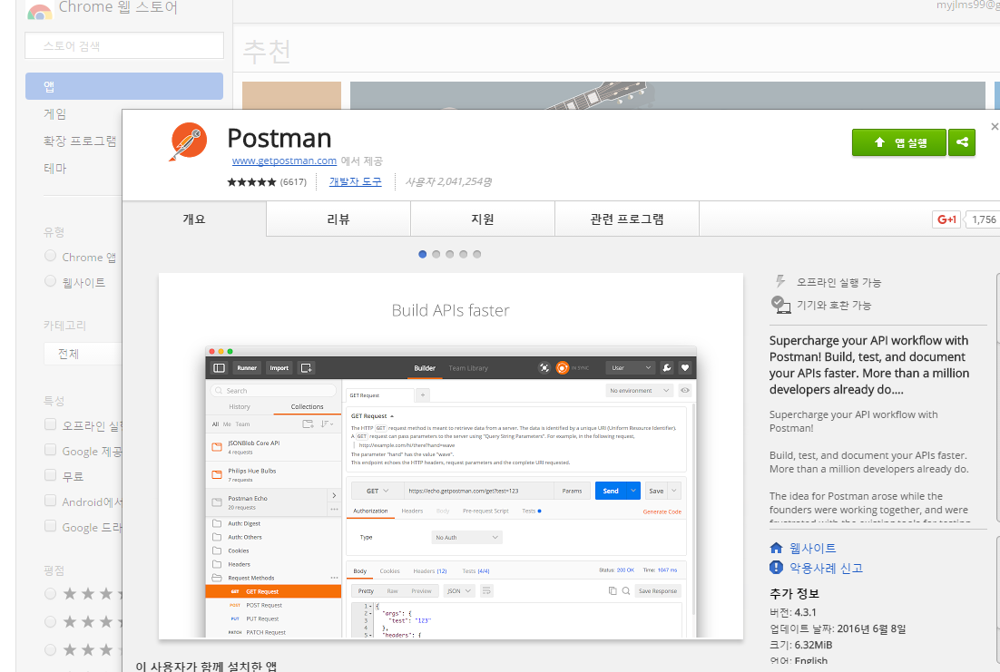 Chrome 웹 스토어
myjlms99@g
스토어 검색
추천
앱
게임
확장 프로그램
테마
유형
Chrome 앱
웹사이트
카테고리
전체
특성
오프라인 실행
Google 제공
무료
Android에서
Google 드라
평점
Postman
www.getpostman.com 에서 제공
★★★★★ (6617)
개발자 도구
사용자 2,041,254명
앱 실행
개요
리뷰
지원
관련 프로그램
G+1
1,756
Build APIs faster
Runner
Import
Builder
Team Library
IN SYNC
User
Search
History
Collections
All Me Team
JSONBlob Core API
4 requests
Philips Hue Bulbs
7 requests
Postman Echo
20 requests
Auth: Digest
Auth: Others
Cookies
Headers
Request Methods
GET GET Request
POST POST Request
PUT PUT Request
PATCH PATCH Request
GET Request
+
No environment
GET Request
The HTTP GET request method is meant to retrieve data from a server. The data is identified by a unique URI (Uniform Resource Identifier).
A GET request can pass parameters to the server using "Query String Parameters". For example, in the following request,
http://example.com/hi/there?hand=wave
The parameter "hand" has the value "wave".
This endpoint echoes the HTTP headers, request parameters and the complete URI requested.
GET
https://echo.getpostman.com/get?test=123
Params
Send
Save
Authorization
Headers
Body
Pre-request Script
Tests
Generate Code
Type
No Auth
Body
Cookies
Headers (12)
Tests (4/4)
Status: 200 OK
Time: 1047 ms
Pretty
Raw
Preview
JSON
Save Response
1 {
2 "args": {
3 "test": "123"
4 },
5 "headers": {
오프라인 실행 가능
기기와 호환 가능
Supercharge your API workflow with
Postman! Build, test, and document
your APIs faster. More than a million
developers already do....
Supercharge your API workflow with
Postman!
Build, test, and document your APIs faster.
More than a million developers already do.
The idea for Postman arose while the
founders were working together, and were
frustrated with the existing tools for testing
웹사이트
악용사례 신고
추가 정보
버전: 4.3.1
업데이트 날짜: 2016년 6월 8일
크기: 6.32MiB
언어: English
이 사용자가 함께 설치한 앱